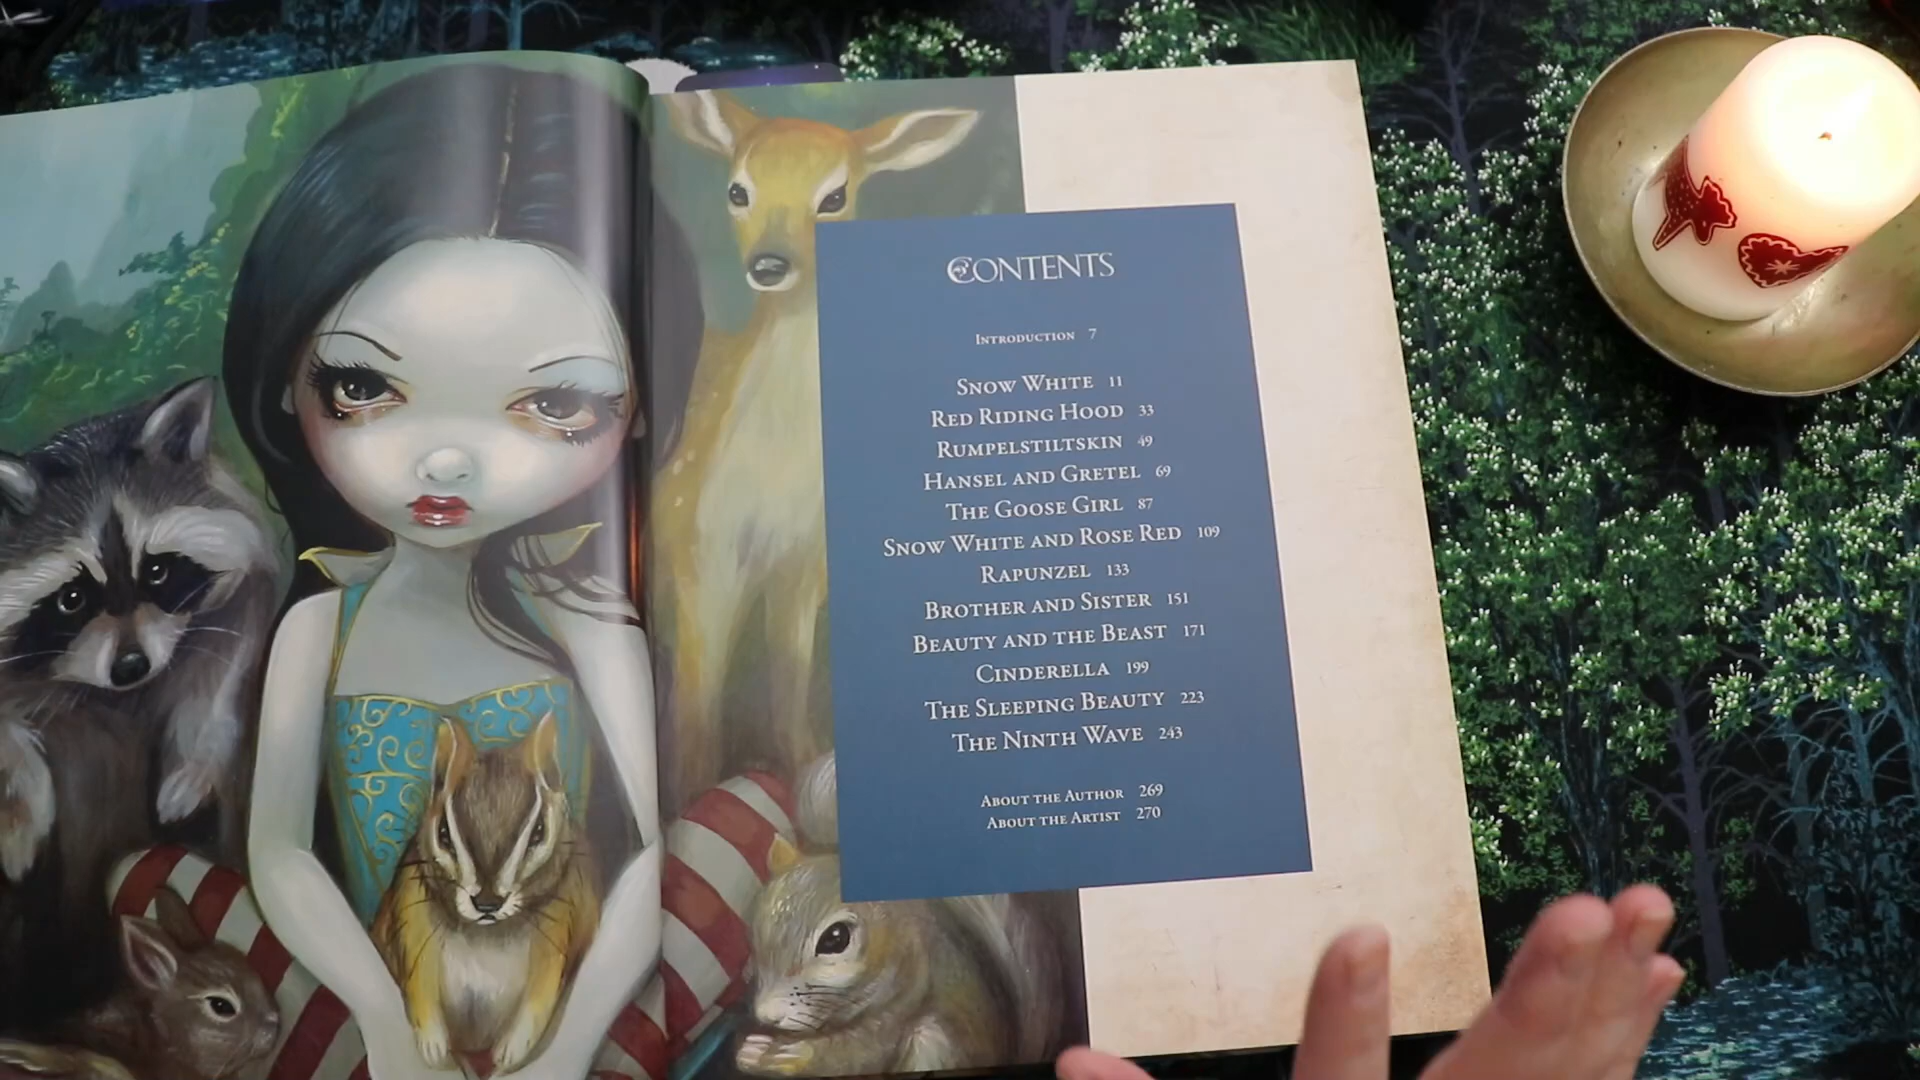 CONTENTS
INTRODUCTION 7
SNOW WHITE 11
RED RIDING HOOD 33
RUMPELSTILTSKIN 49
HANSEL AND GRETEL 69
THE GOOSE GIRL 87
SNOW WHITE AND ROSE RED 109
RAPUNZEL 133
BROTHER AND SISTER 151
BEAUTY AND THE BEAST 171
CINDERELLA 199
THE SLEEPING BEAUTY 223
THE NINTH WAVE 243
ABOUT THE AUTHOR 269
ABOUT THE ARTIST 270